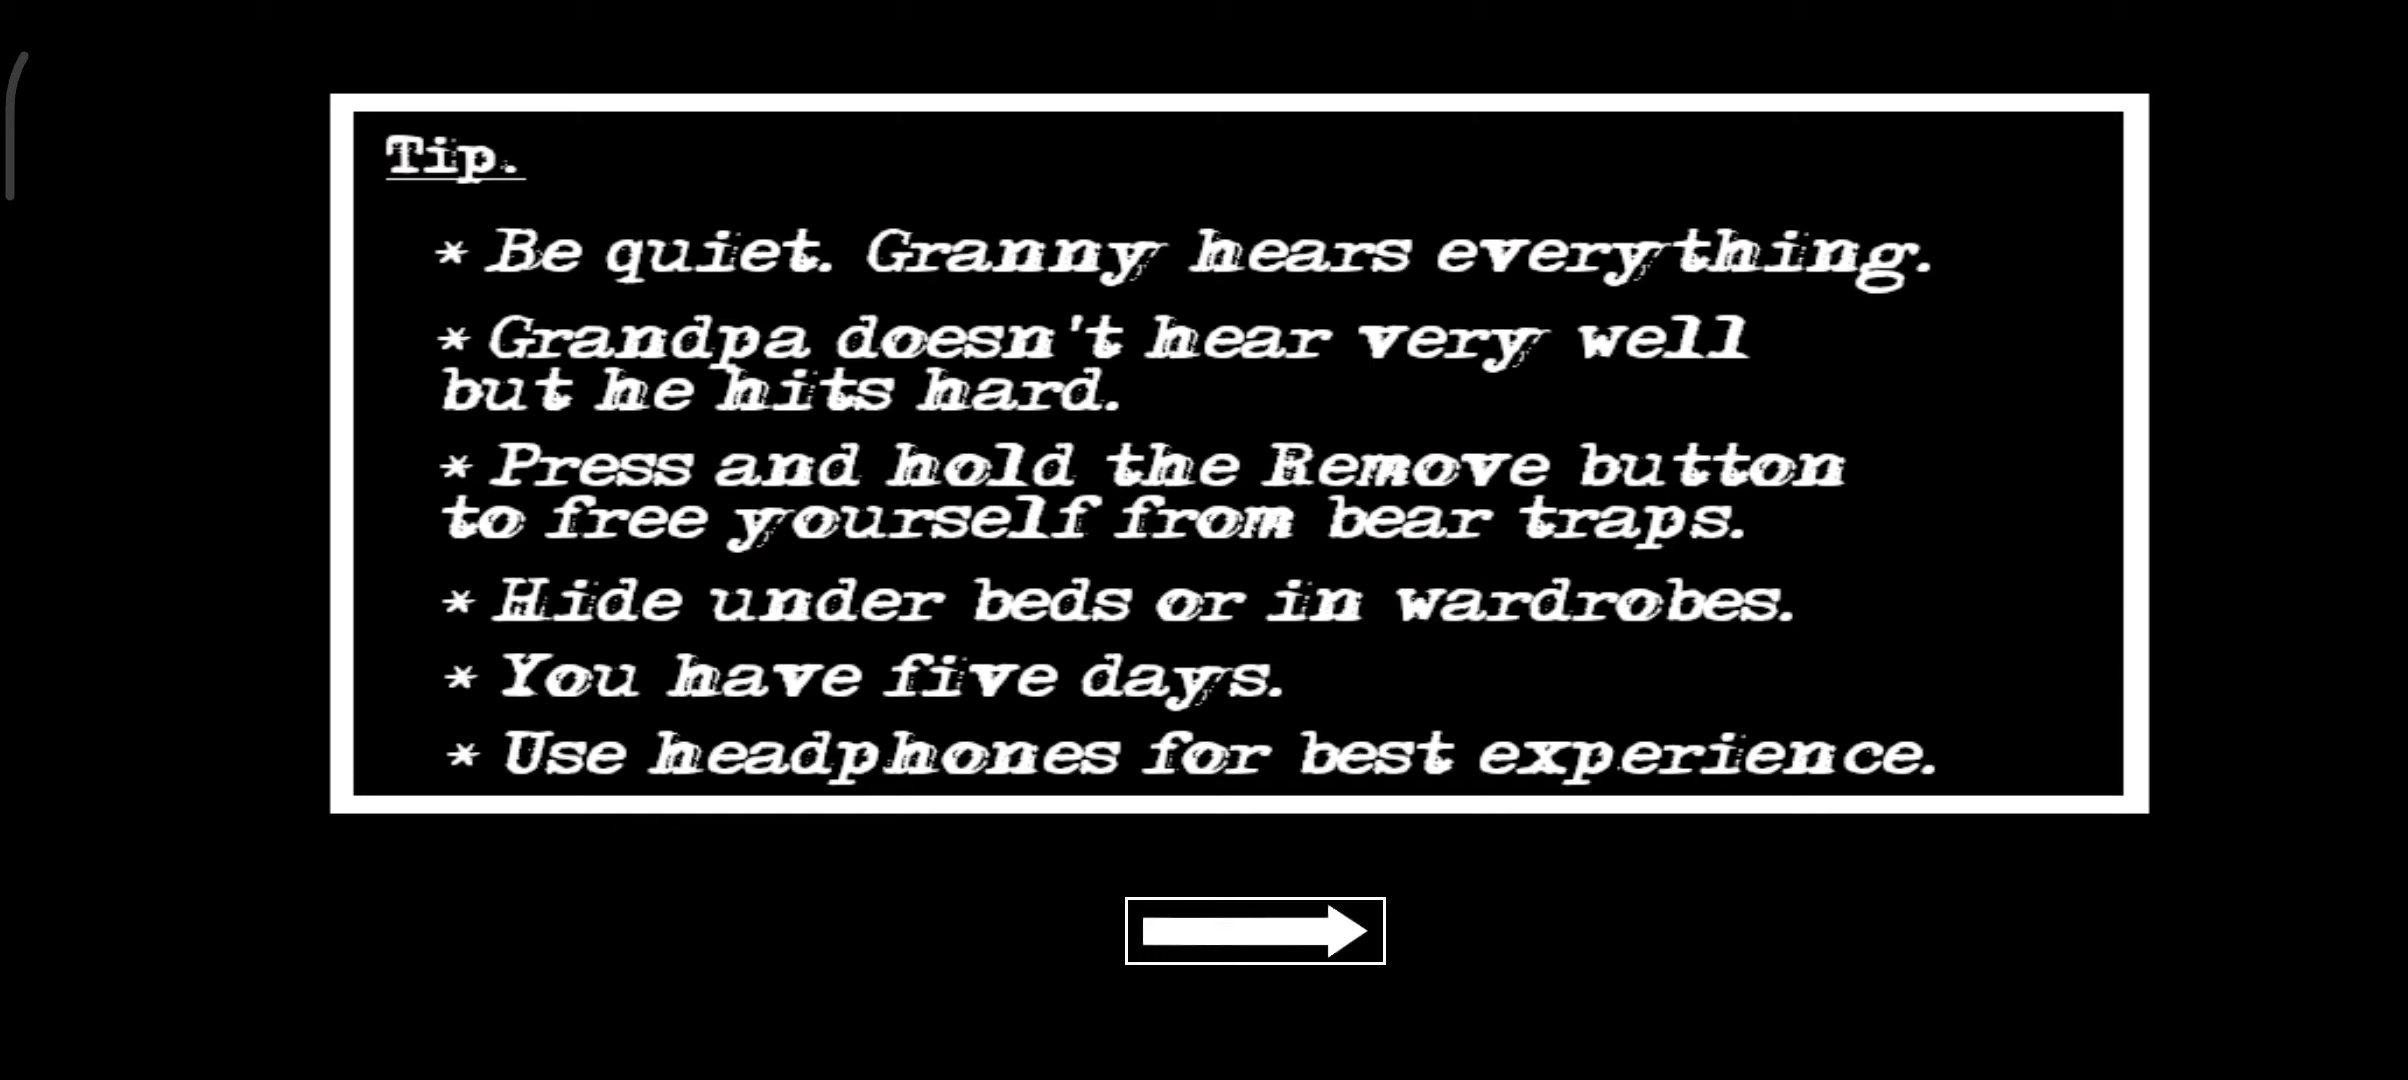 Tip.
* Be quiet. Granny hears everything.
* Grandpa doesn't hear very well
but he hits hard.
* Press and hold the Remove button
to free yourself from bear traps.
* Hide under beds or in wardrobes.
* You have five days.
* Use headphones for best experience.